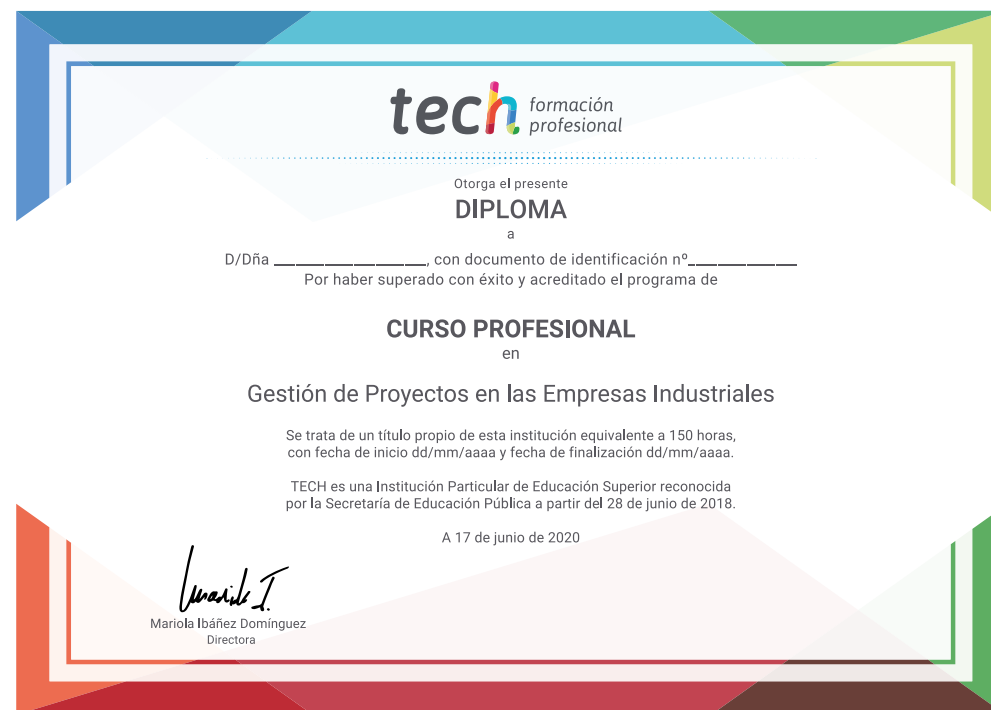 tech formación
profesional
Otorga el presente
DIPLOMA
a
D/Dña ______________, con documento de identificación nº__________
Por haber superado con éxito y acreditado el programa de
CURSO PROFESIONAL
en
Gestión de Proyectos en las Empresas Industriales
Se trata de un título propio de esta institución equivalente a 150 horas,
con fecha de inicio dd/mm/aaaa y fecha de finalización dd/mm/aaaa.
TECH es una Institución Particular de Educación Superior reconocida
por la Secretaría de Educación Pública a partir del 28 de junio de 2018.
A 17 de junio de 2020
Mariola Ibáñez Domínguez
Directora